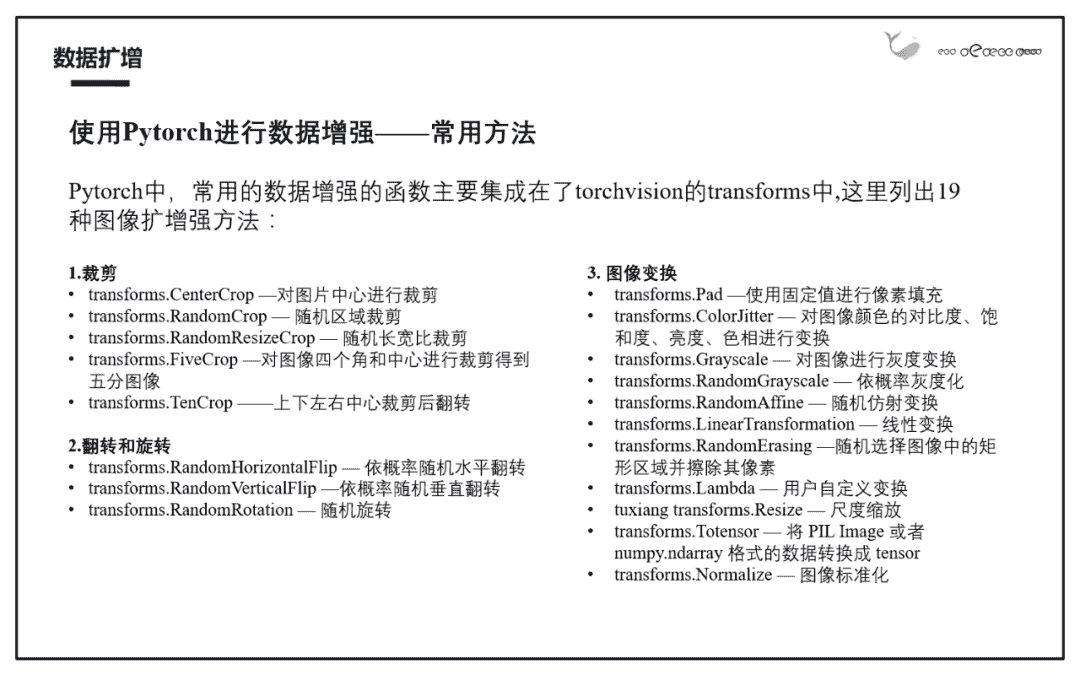 数据扩增
使用Pytorch进行数据增强——常用方法
Pytorch中，常用的数据增强的函数主要集成在了torchvision的transforms中,这里列出19
种图像扩增强方法：
1.裁剪
• transforms.CenterCrop —对图片中心进行裁剪
• transforms.RandomCrop — 随机区域裁剪
• transforms.RandomResizeCrop — 随机长宽比裁剪
• transforms.FiveCrop —对图像四个角和中心进行裁剪得到
五分图像
• transforms.TenCrop ——上下左右中心裁剪后翻转
2.翻转和旋转
• transforms.RandomHorizontalFlip — 依概率随机水平翻转
• transforms.RandomVerticalFlip —依概率随机垂直翻转
• transforms.RandomRotation — 随机旋转
3. 图像变换
• transforms.Pad —使用固定值进行像素填充
• transforms.ColorJitter — 对图像颜色的对比度、饱
和度、亮度、色相进行变换
• transforms.Grayscale — 对图像进行灰度变换
• transforms.RandomGrayscale — 依概率灰度化
• transforms.RandomAffine — 随机仿射变换
• transforms.LinearTransformation — 线性变换
• transforms.RandomErasing —随机选择图像中的矩
形区域并擦除其像素
• transforms.Lambda — 用户自定义变换
• tuxiang transforms.Resize — 尺度缩放
• transforms.Totensor — 将 PIL Image 或者
numpy.ndarray 格式的数据转换成 tensor
• transforms.Normalize — 图像标准化